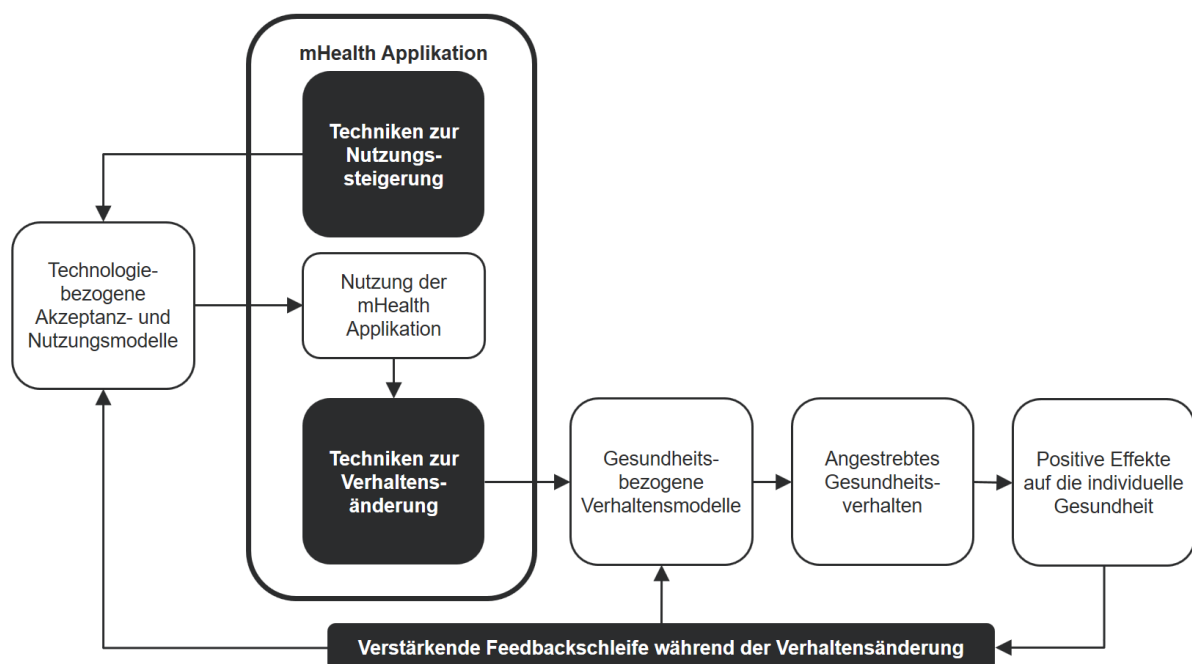 mHealth Applikation
Techniken zur
Nutzungs-
steigerung
Technologie-
bezogene
Akzeptanz- und
Nutzungsmodelle
Nutzung der
mHealth
Applikation
Techniken zur
Verhaltens-
änderung
Gesundheits-
bezogene
Verhaltensmodelle
Angestrebtes
Gesundheits-
verhalten
Positive Effekte
auf die individuelle
Gesundheit
Verstärkende Feedbackschleife während der Verhaltensänderung